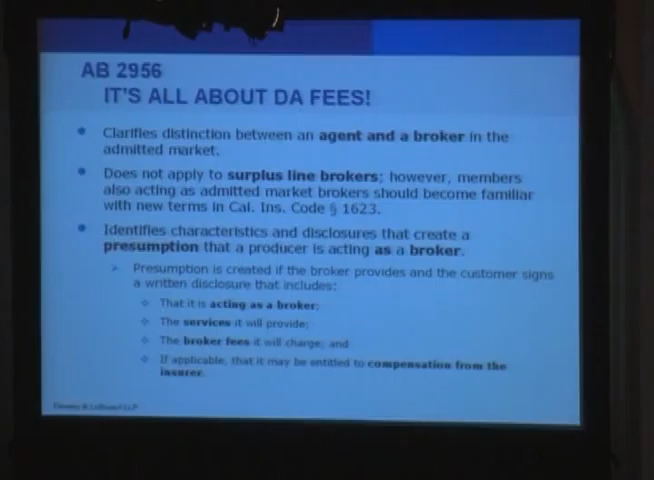 AB 2956
IT'S ALL ABOUT DA FEES!
Clarifies distinction between an agent and a broker in the
admitted market.
Does not apply to surplus line brokers; however, members
also acting as admitted market brokers should become familiar
with new terms in Cal. Ins. Code § 1623.
Identifies characteristics and disclosures that create a
presumption that a producer is acting as a broker.
Presumption is created if the broker provides and the customer signs
a written disclosure that includes:
That it is acting as a broker;
The services it will provide;
The broker fees it will charge; and
If applicable, that it may be entitled to compensation from the
insurer.
LLP